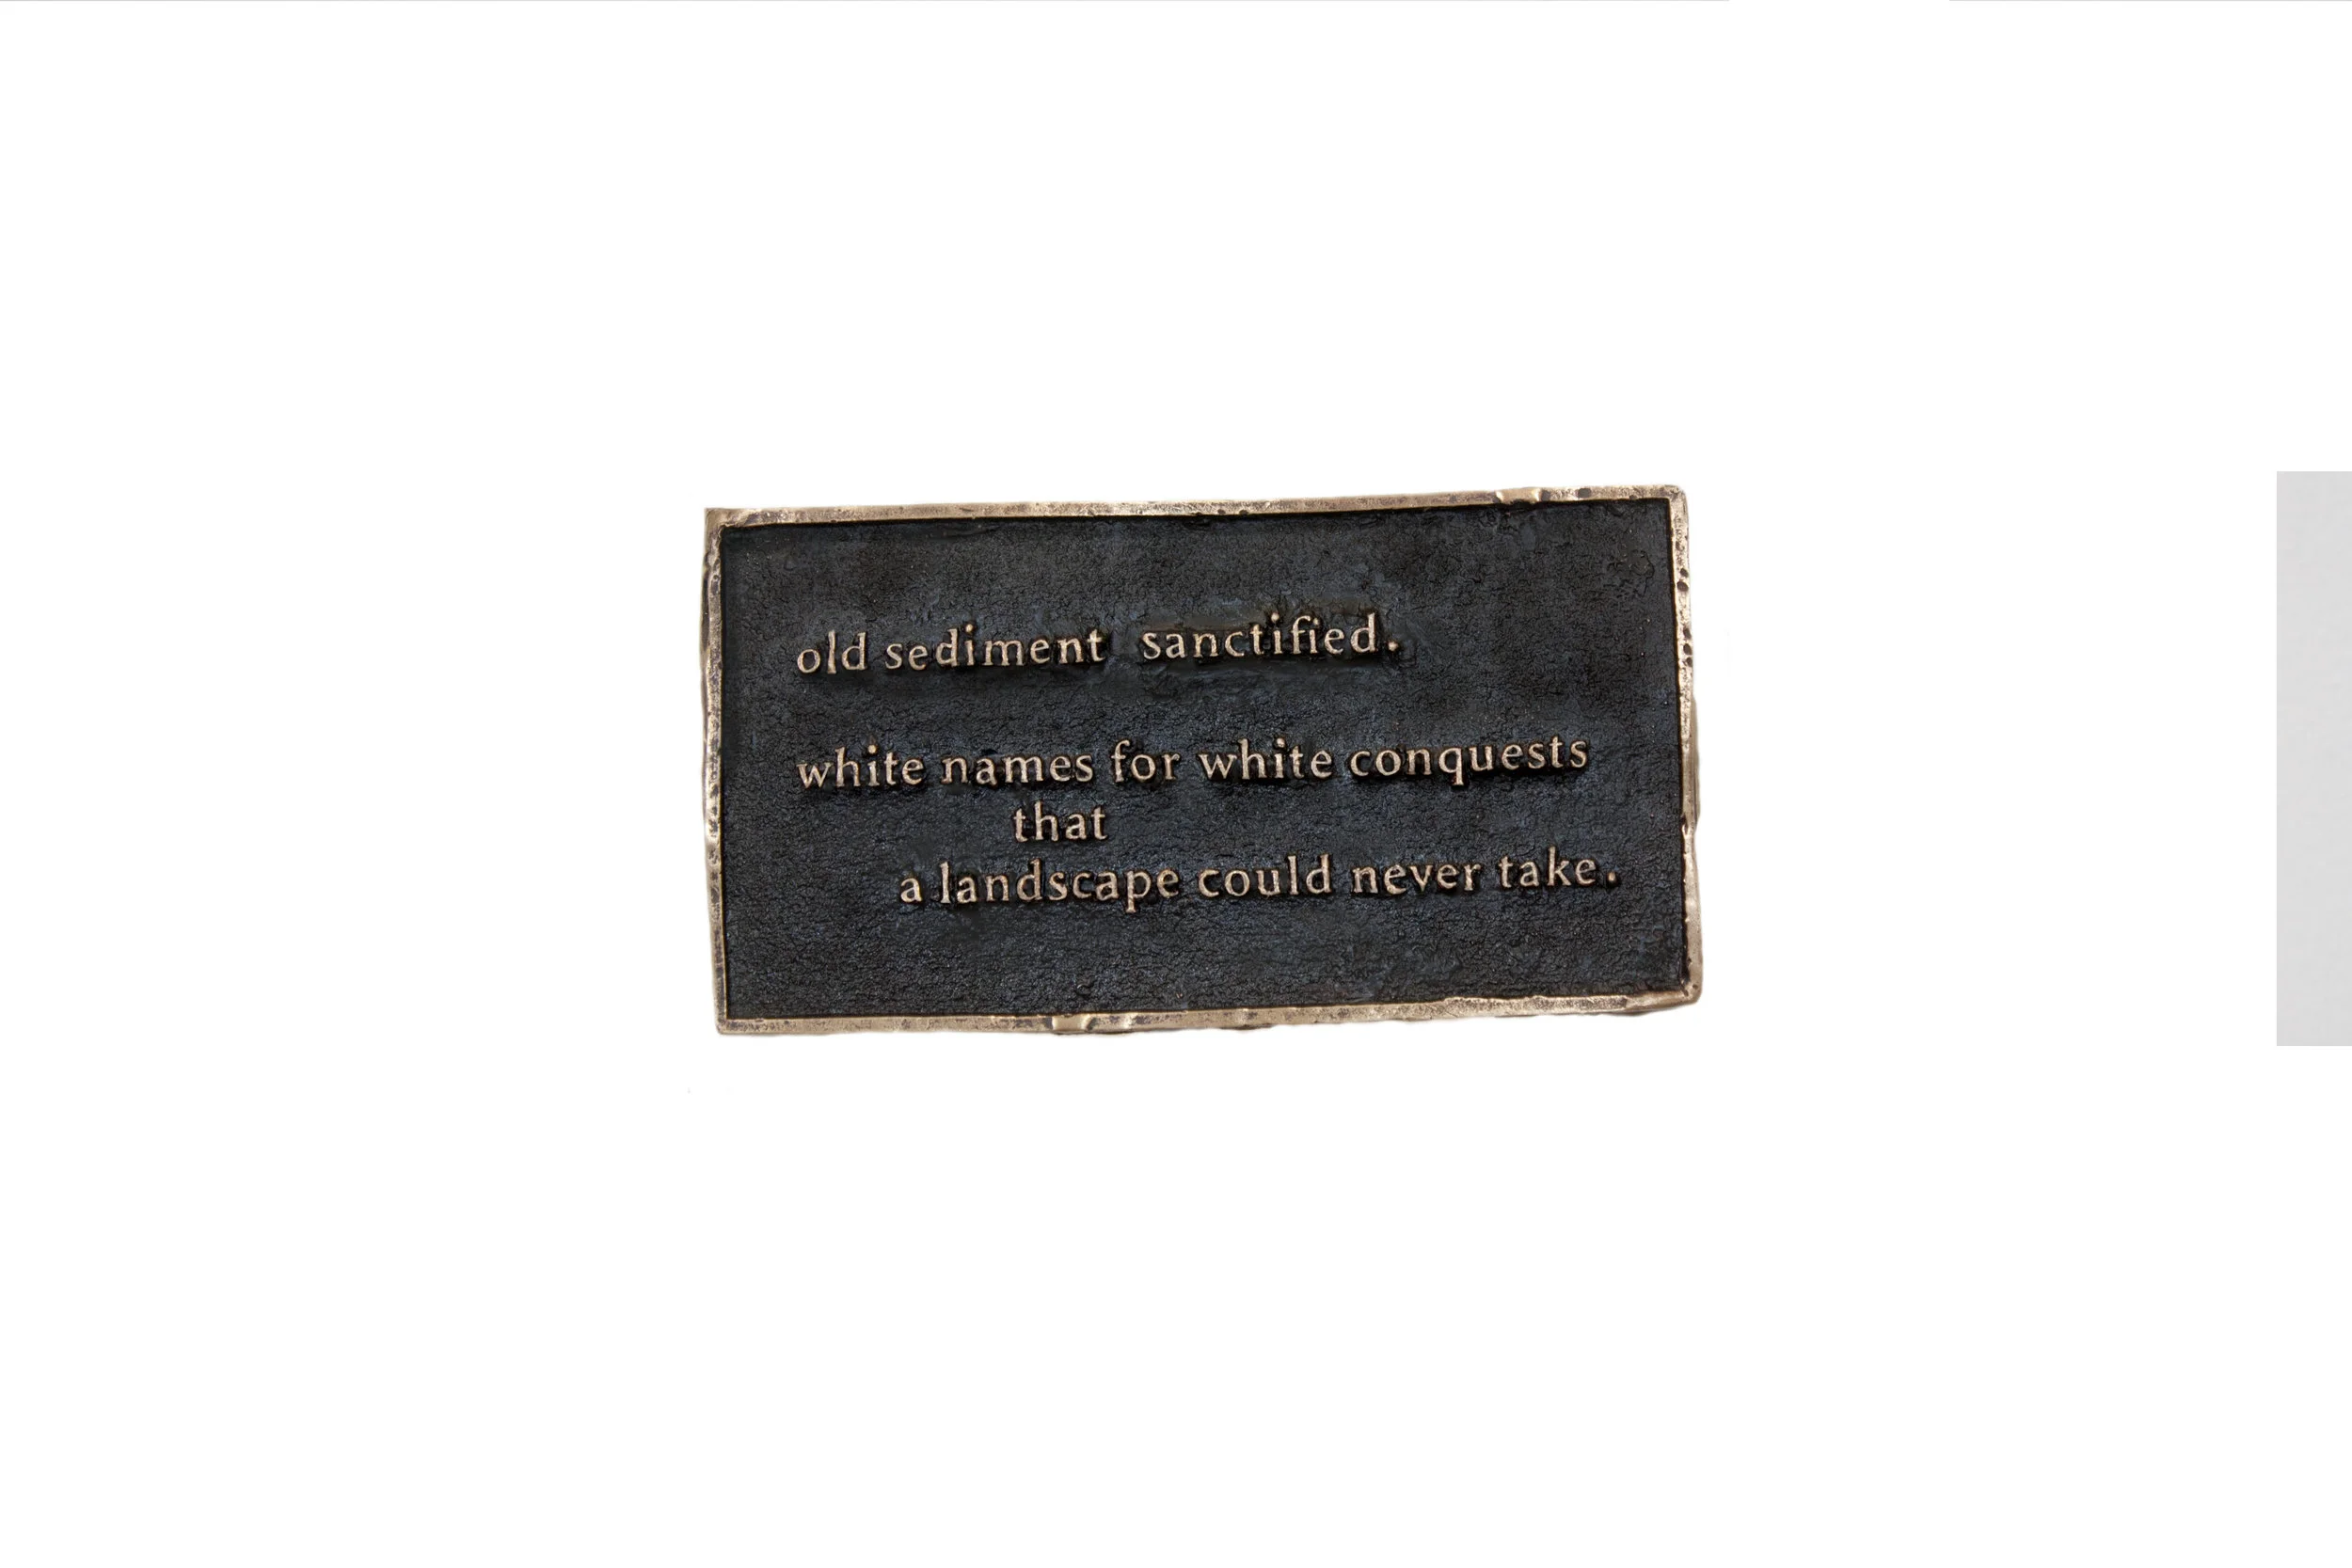 old sediment sanctified.
white names for white conquests
that
a landscape could never take.